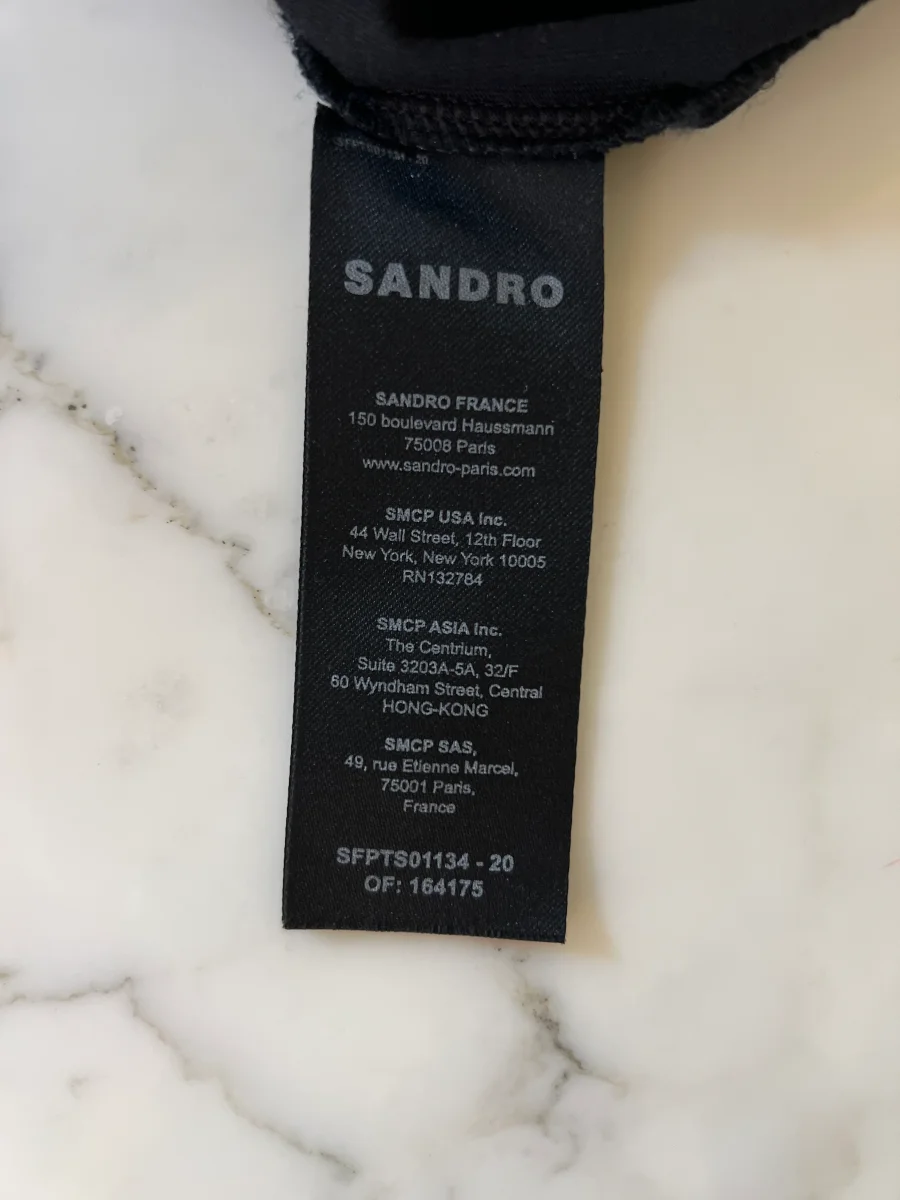 SFPTS01134 - 20
SANDRO
SANDRO FRANCE
150 boulevard Haussmann
75008 Paris
www.sandro-paris.com
SMCP USA Inc.
44 Wall Street, 12th Floor
New York, New York 10005
RN132784
SMCP ASIA Inc.
The Centrium,
Suite 3203A-5A, 32/F
60 Wyndham Street, Central
HONG-KONG
SMCP SAS,
49, rue Etienne Marcel,
75001 Paris,
France
SFPTS01134 - 20
OF: 164175